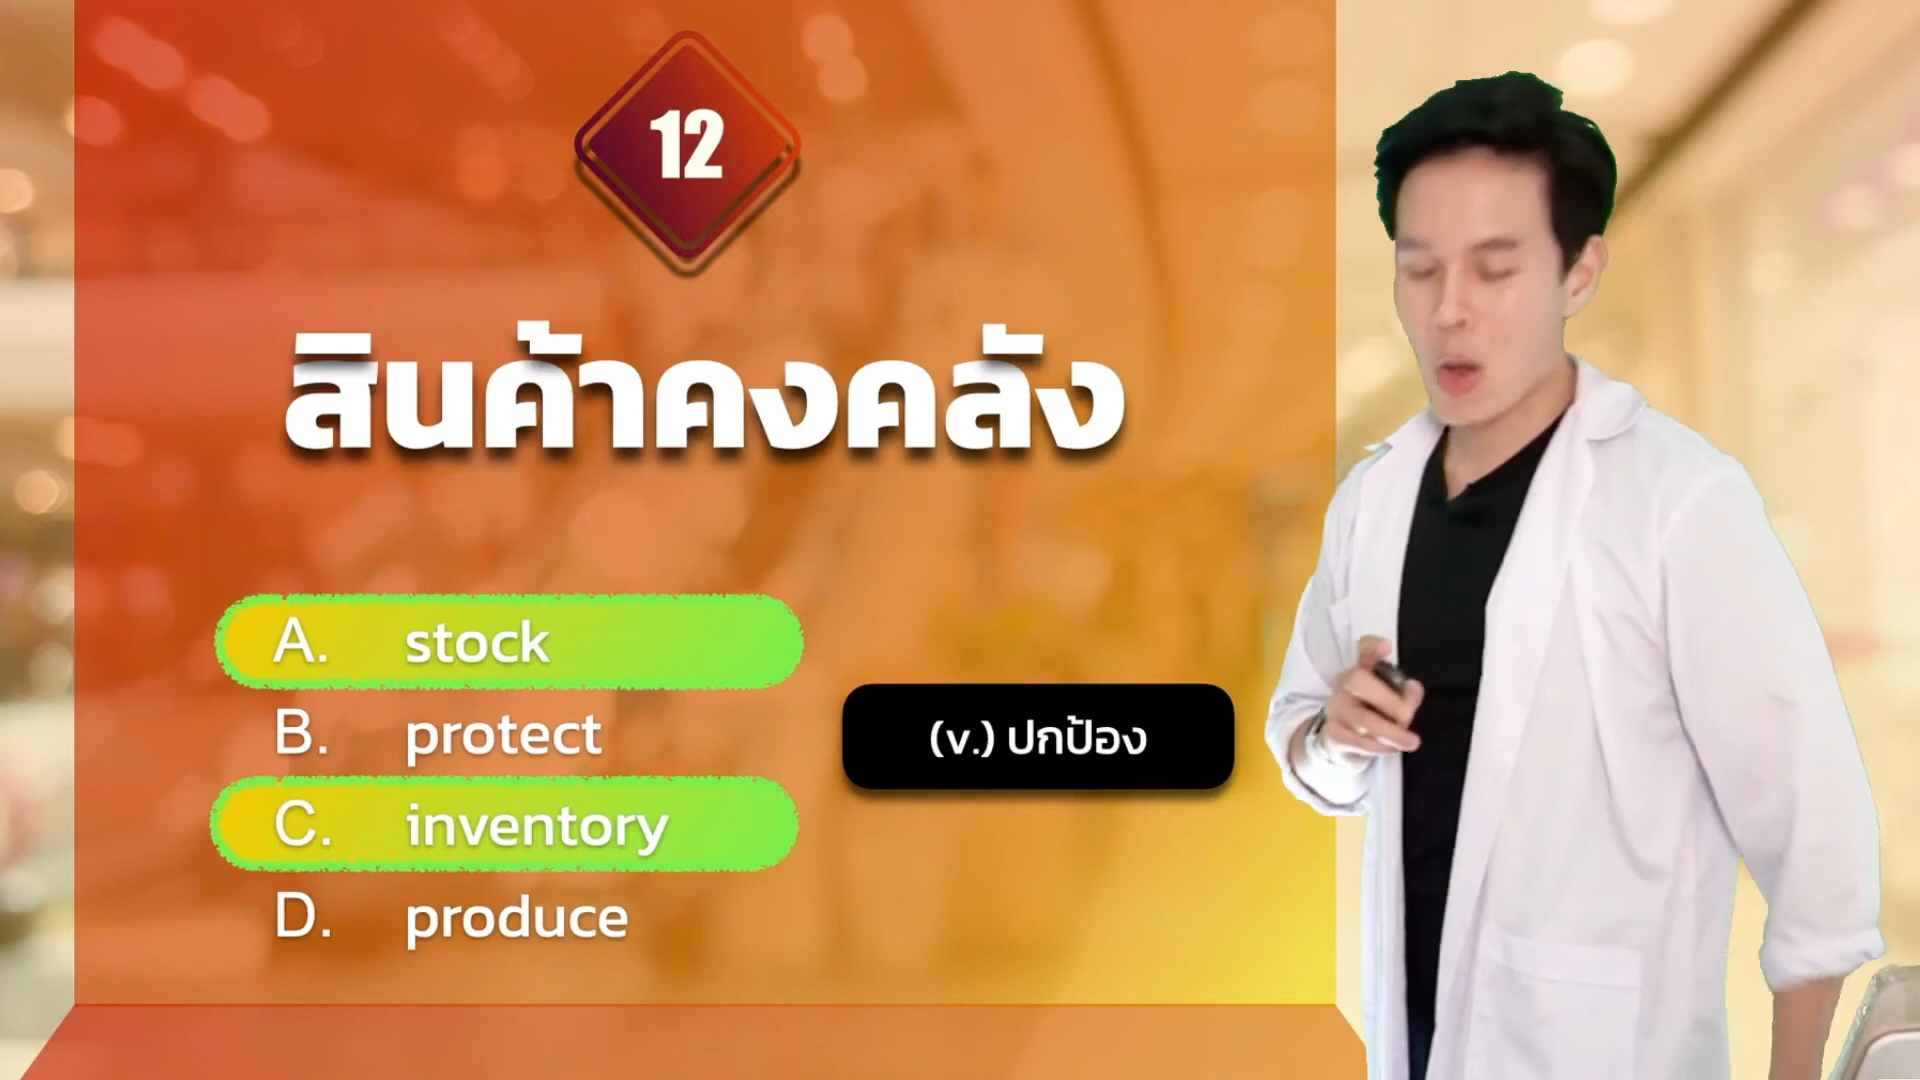 12
สินค้าคงคลัง
A. stock
B. protect
(v.) ปกป้อง
C. inventory
D. produce